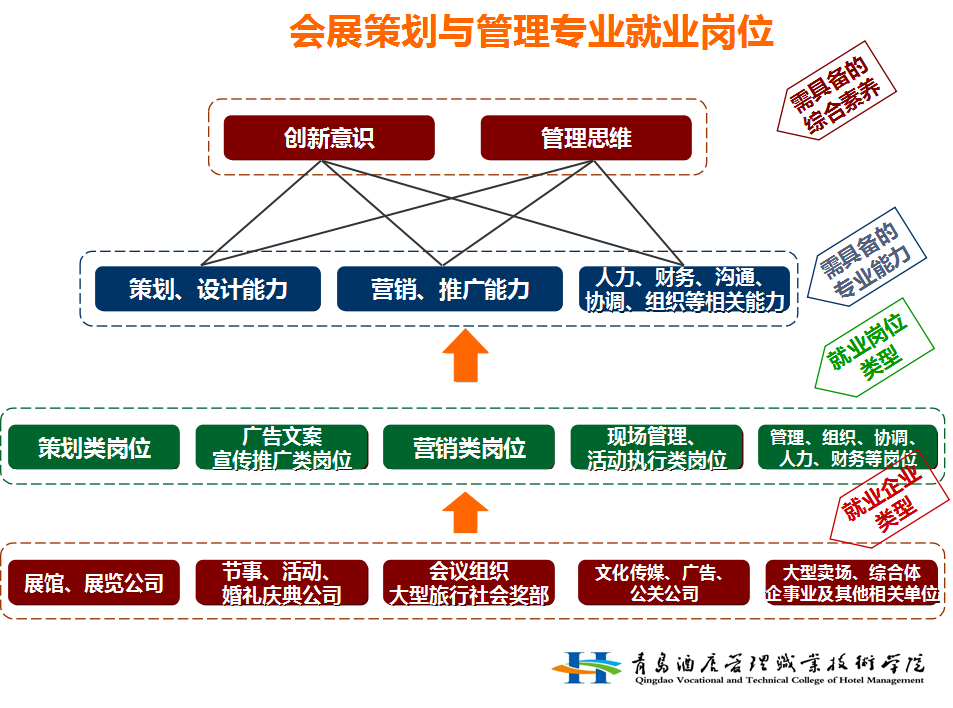 会展策划与管理专业就业岗位
需具备的
综合素养
创新意识
管理思维
需具备的
专业能力
策划、设计能力
营销、推广能力
人力、财务、沟通、
协调、组织等相关能力
就业岗位
类型
策划类岗位
广告文案
宣传推广类岗位
营销类岗位
现场管理、
活动执行类岗位
管理、组织、协调、
人力、财务等岗位
就业企业
类型
展馆、展览公司
节事、活动、
婚礼庆典公司
会议组织
大型旅行社会奖部
文化传媒、广告、
公关公司
大型卖场、综合体
企事业及其他相关单位
青岛酒店管理职业技术学院
Qingdao Vocational and Technical College of Hotel Management